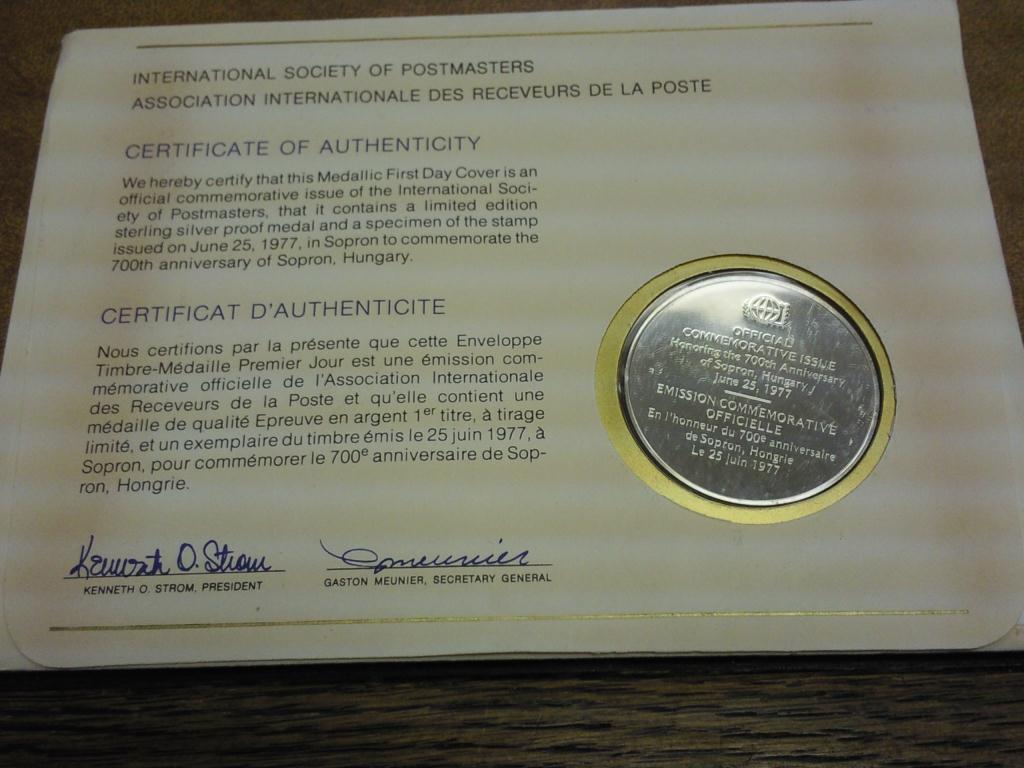 INTERNATIONAL SOCIETY OF POSTMASTERS
ASSOCIATION INTERNATIONALE DES RECEVEURS DE LA POSTE
CERTIFICATE OF AUTHENTICITY
We hereby certify that this Medallic First Day Cover is an
official commemorative issue of the International Soci-
ety of Postmasters, that it contains a limited edition
sterling silver proof medal and a specimen of the stamp
issued on June 25, 1977, in Sopron to commemorate the
700th anniversary of Sopron, Hungary.
CERTIFICAT D'AUTHENTICITE
Nous certifions par la présente que cette Enveloppe
Timbre-Médaille Premier Jour est une émission com-
mémorative officielle de l'Association Internationale
des Receveurs de la Poste et qu'elle contient une
médaille de qualité Epreuve en argent 1er titre, à tirage
limité, et un exemplaire du timbre émis le 25 juin 1977, à
Sopron, pour commémorer le 700e anniversaire de Sop-
ron, Hongrie.
Kenneth O. Strom
KENNETH O. STROM, PRESIDENT
Gmeunier
GASTON MEUNIER, SECRETARY GENERAL
OFFICIAL
COMMEMORATIVE ISSUE
Honoring the 700th Anniversary
of Sopron, Hungary
June 25, 1977
EMISSION COMMEMORATIVE
OFFICIELLE
En l'honneur du 700e anniversaire
de Sopron, Hongrie
Le 25 juin 1977